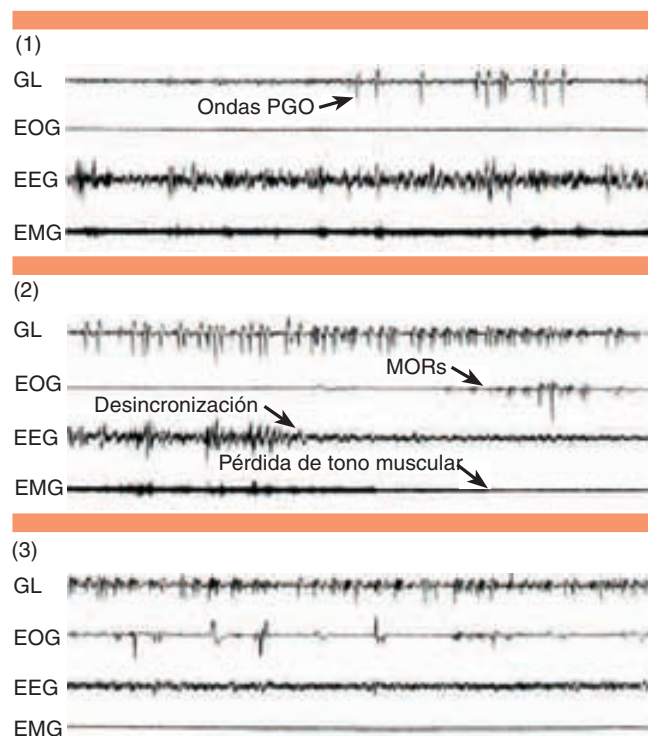 (1)
GL
Ondas PGO
EOG
EEG
EMG
(2)
GL
MORs
EOG
Desincronización
EEG
Pérdida de tono muscular
EMG
(3)
GL
EOG
EEG
EMG